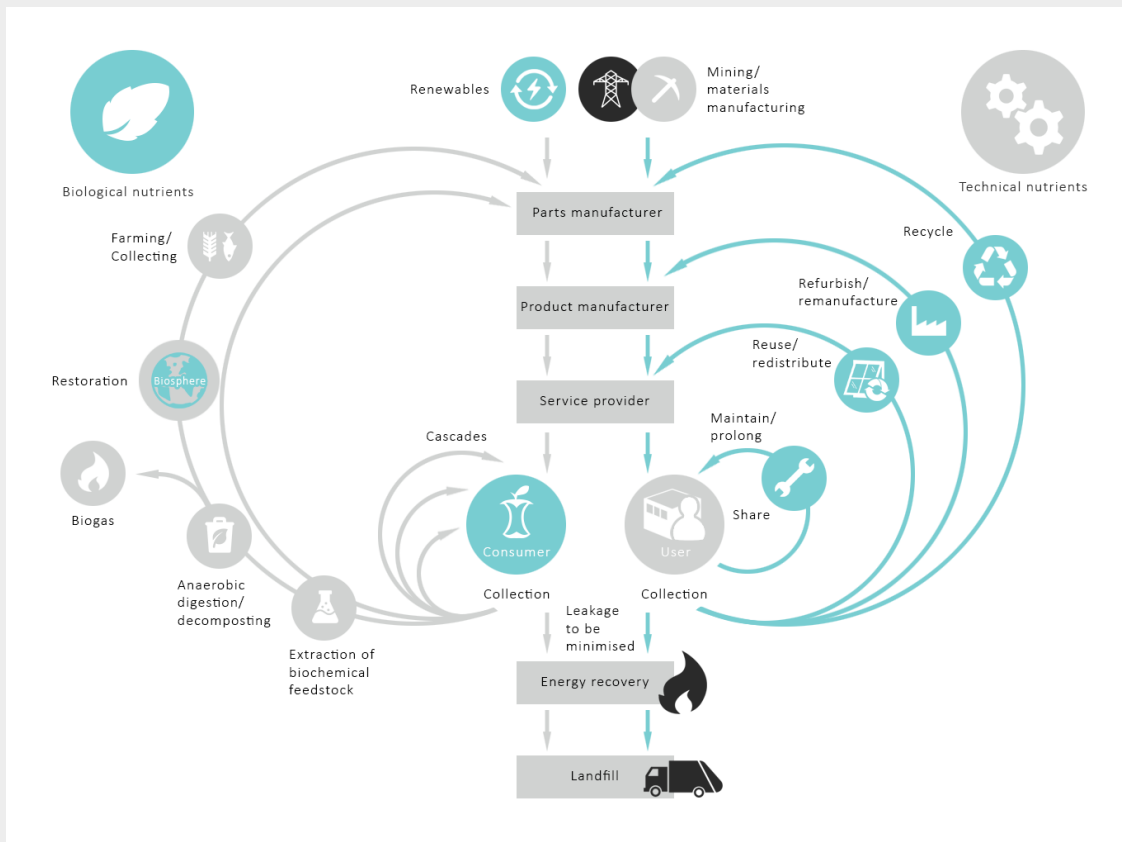 Renewables
Mining/
materials
manufacturing
Biological nutrients
Technical nutrients
Parts manufacturer
Farming/
Collecting
Recycle
Refurbish/
remanufacture
Product manufacturer
Reuse/
redistribute
Restoration
Biosphere
Service provider
Maintain/
prolong
Cascades
Biogas
Share
Consumer
User
Anaerobic
digestion/
decomposting
Collection
Collection
Leakage
to be
minimised
Extraction of
biochemical
feedstock
Energy recovery
Landfill